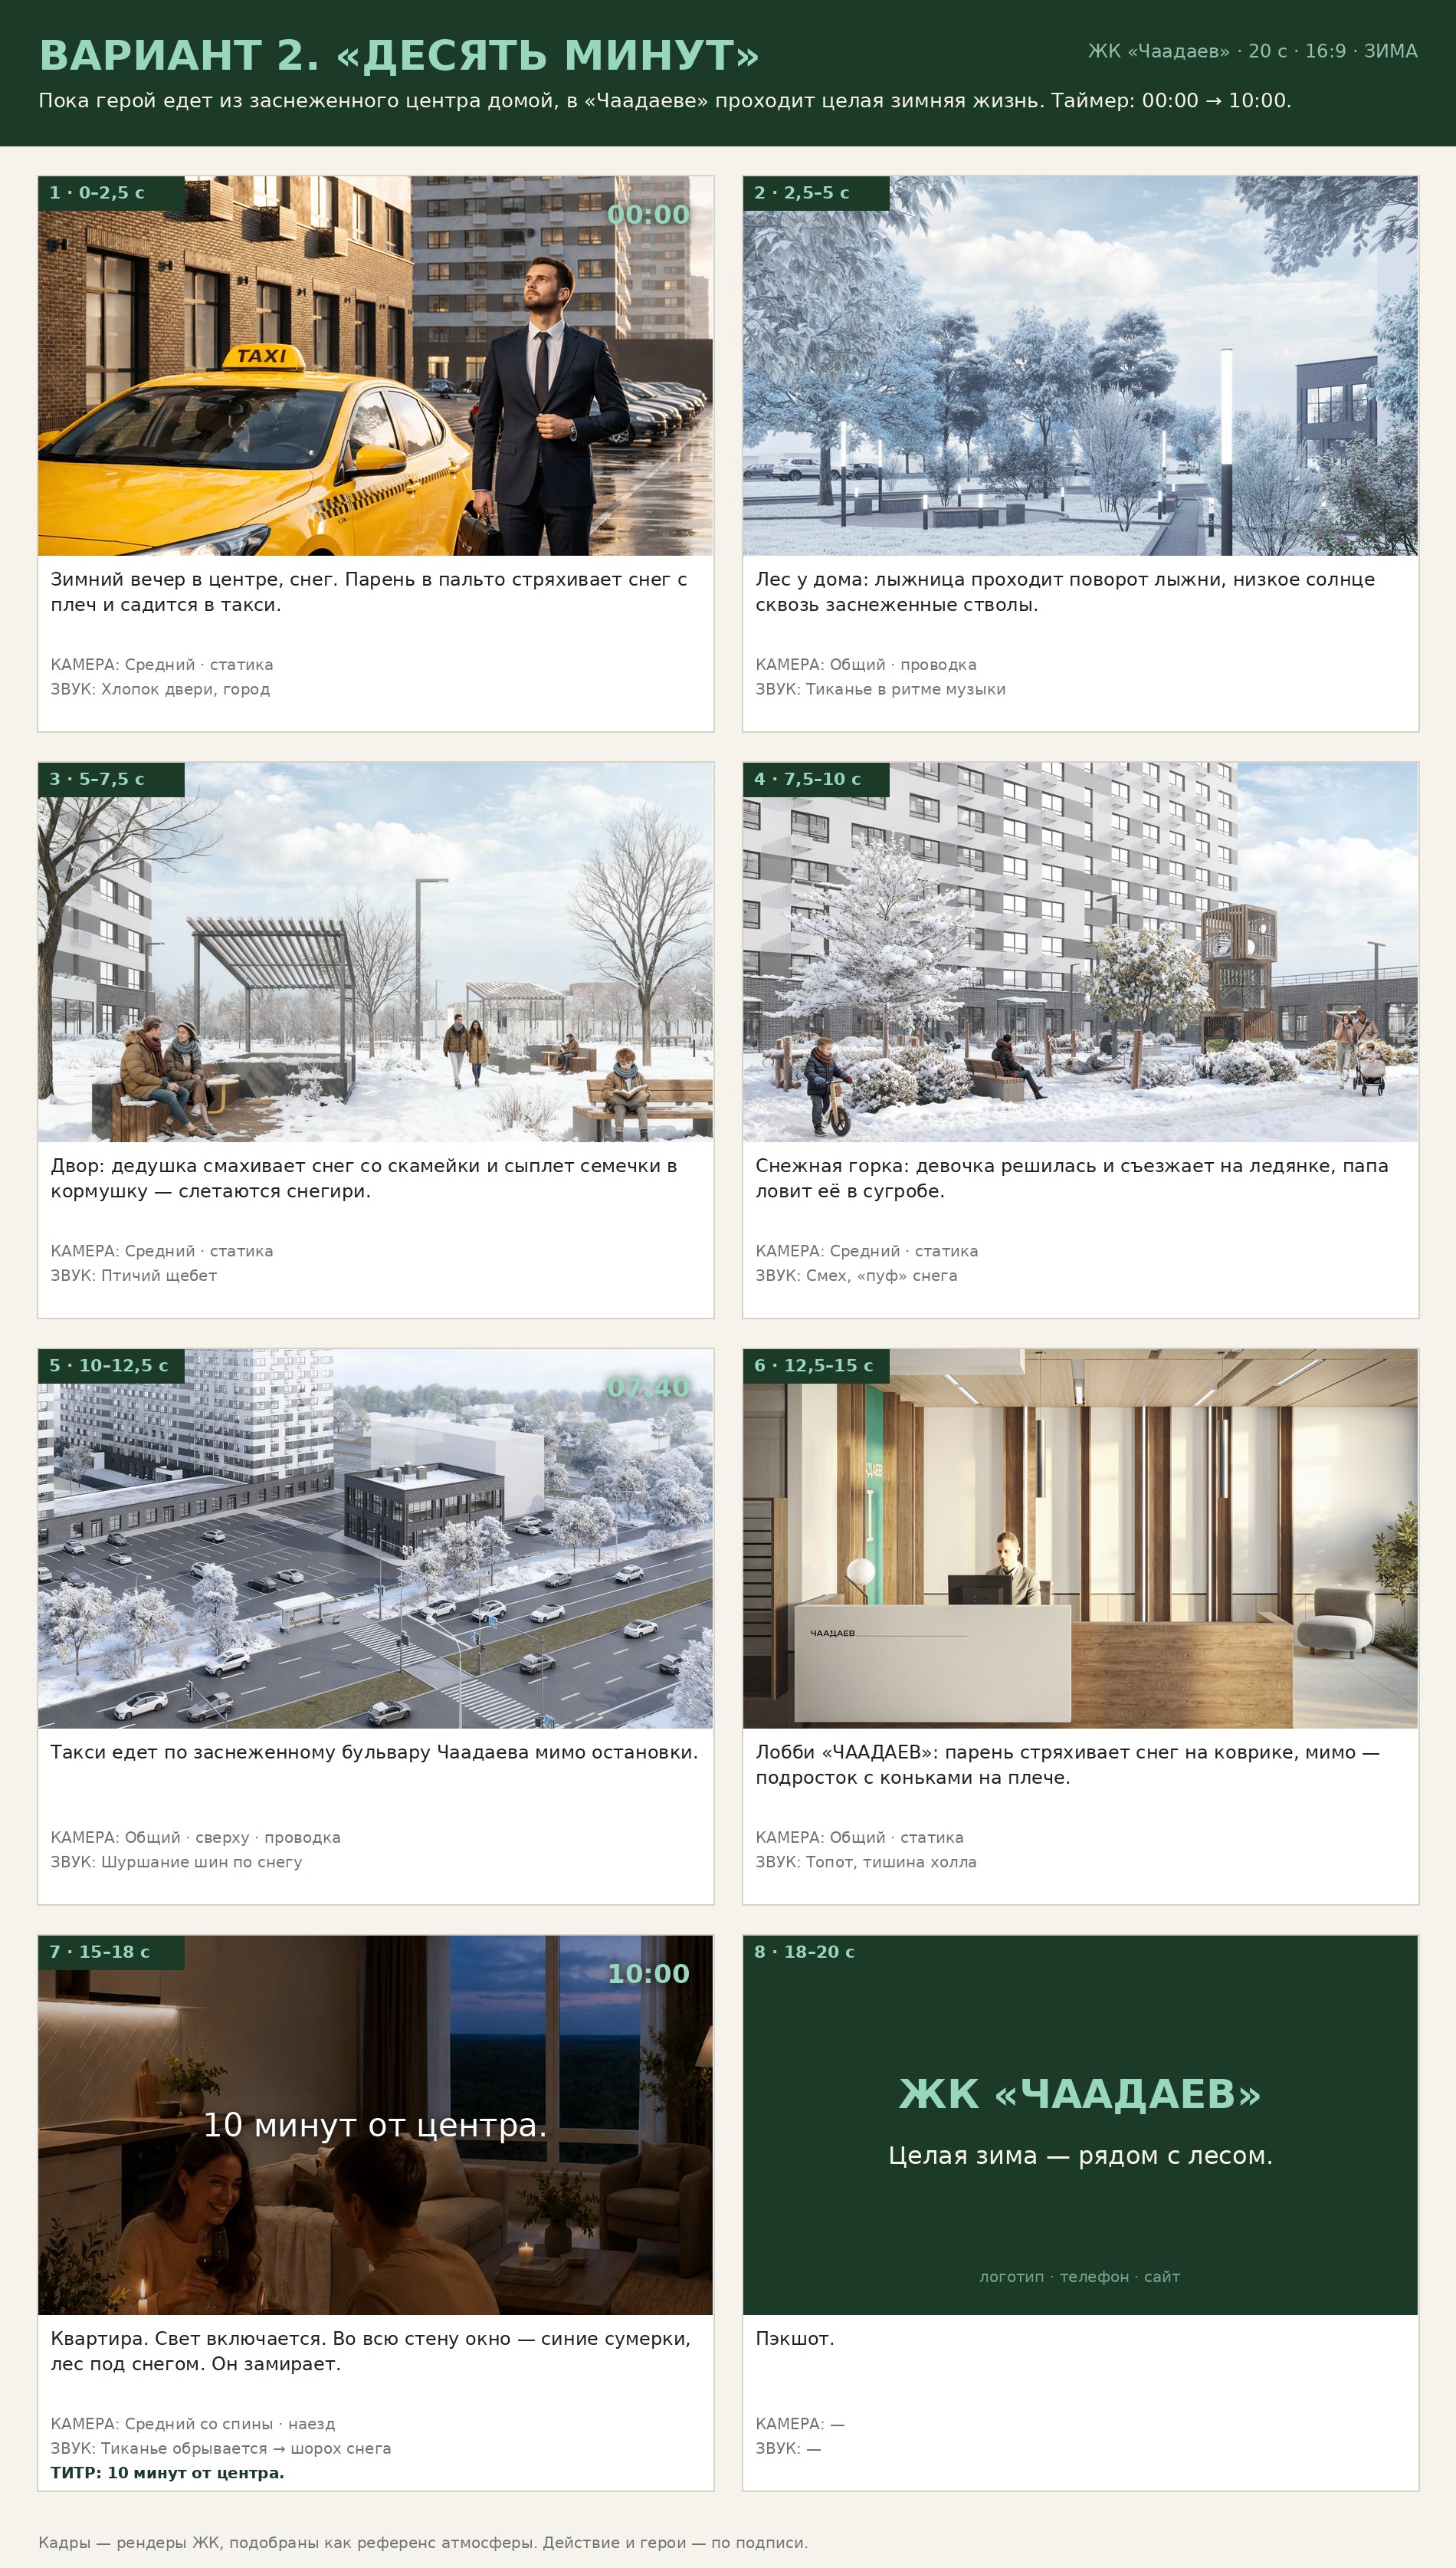 ВАРИАНТ 2. «ДЕСЯТЬ МИНУТ»
ЖК «Чаадаев» · 20 с · 16:9 · ЗИМА
Пока герой едет из заснеженного центра домой, в «Чаадаеве» проходит целая зимняя жизнь. Таймер: 00:00 → 10:00.
1 · 0–2,5 с
00:00
TAXI
Зимний вечер в центре, снег. Парень в пальто стряхивает снег с
плеч и садится в такси.
КАМЕРА: Средний · статика
ЗВУК: Хлопок двери, город
2 · 2,5–5 с
Лес у дома: лыжница проходит поворот лыжни, низкое солнце
сквозь заснеженные стволы.
КАМЕРА: Общий · проводка
ЗВУК: Тиканье в ритме музыки
3 · 5–7,5 с
Двор: дедушка смахивает снег со скамейки и сыплет семечки в
кормушку — слетаются снегири.
КАМЕРА: Средний · статика
ЗВУК: Птичий щебет
4 · 7,5–10 с
Снежная горка: девочка решилась и съезжает на ледянке, папа
ловит её в сугробе.
КАМЕРА: Средний · статика
ЗВУК: Смех, «пуф» снега
5 · 10–12,5 с
07:40
Такси едет по заснеженному бульвару Чаадаева мимо остановки.
КАМЕРА: Общий · сверху · проводка
ЗВУК: Шуршание шин по снегу
6 · 12,5–15 с
ЧААДАЕВ
Лобби «ЧААДАЕВ»: парень стряхивает снег на коврике, мимо —
подросток с коньками на плече.
КАМЕРА: Общий · статика
ЗВУК: Топот, тишина холла
7 · 15–18 с
10:00
10 минут от центра.
Квартира. Свет включается. Во всю стену окно — синие сумерки,
лес под снегом. Он замирает.
КАМЕРА: Средний со спины · наезд
ЗВУК: Тиканье обрывается → шорох снега
ТИТР: 10 минут от центра.
8 · 18–20 с
ЖК «ЧААДАЕВ»
Целая зима — рядом с лесом.
логотип · телефон · сайт
Пэкшот.
КАМЕРА: —
ЗВУК: —
Кадры — рендеры ЖК, подобраны как референс атмосферы. Действие и герои — по подписи.